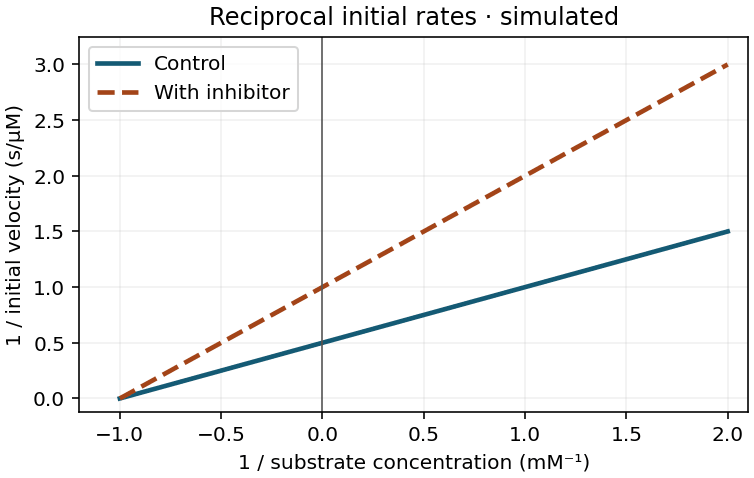 Reciprocal initial rates · simulated
Control
With inhibitor
1 / initial velocity (s/µM)
3.0
2.5
2.0
1.5
1.0
0.5
0.0
−1.0 −0.5 0.0 0.5 1.0 1.5 2.0
1 / substrate concentration (mM⁻¹)